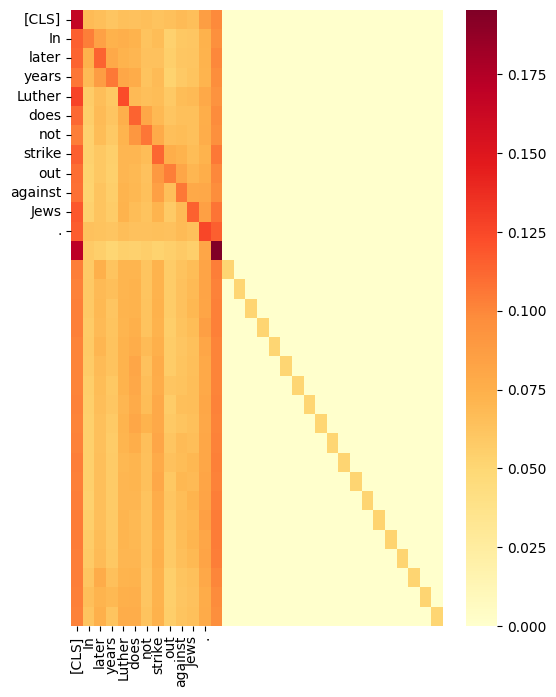 [CLS]
In
later
years
Luther
does
not
strike
out
against
Jews
.
0.175
0.150
0.125
0.100
0.075
0.050
0.025
0.000
[CLS]
In
later
years
Luther
does
not
strike
out
against
Jews
.